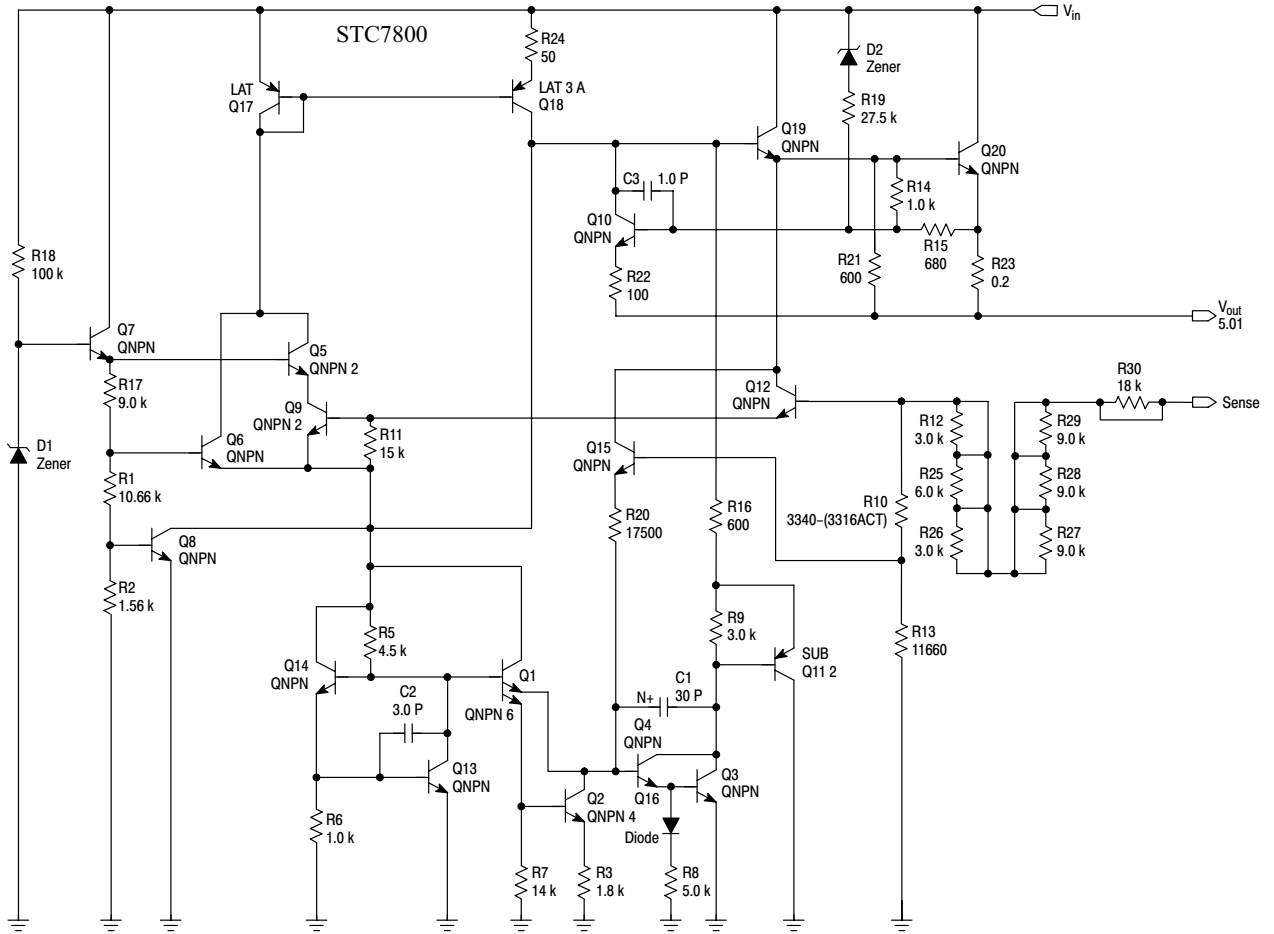 STC7800
Vin
R24
50
D2
Zener
LAT
Q17
LAT 3 A
Q18
R19
27.5 k
Q19
QNPN
Q20
QNPN
C3
1.0 P
R14
1.0 k
Q10
QNPN
R18
100 k
R15
680
R21
600
R23
0.2
R22
100
Vout
5.01
Q7
QNPN
Q5
QNPN 2
R17
9.0 k
Q12
QNPN
R30
18 k
Sense
Q9
QNPN 2
R12
3.0 k
R29
9.0 k
D1
Zener
Q6
QNPN
R11
15 k
Q15
QNPN
R1
10.66 k
R25
6.0 k
R28
9.0 k
R10
3340–(3316ACT)
R20
17500
R16
600
R26
3.0 k
R27
9.0 k
Q8
QNPN
R2
1.56 k
R5
4.5 k
R9
3.0 k
R13
11660
Q14
QNPN
Q1
QNPN 6
SUB
Q11 2
C2
3.0 P
N+
C1
30 P
Q4
QNPN
Q13
QNPN
Q2
QNPN 4
Q16
Q3
QNPN
R6
1.0 k
Diode
R7
14 k
R3
1.8 k
R8
5.0 k